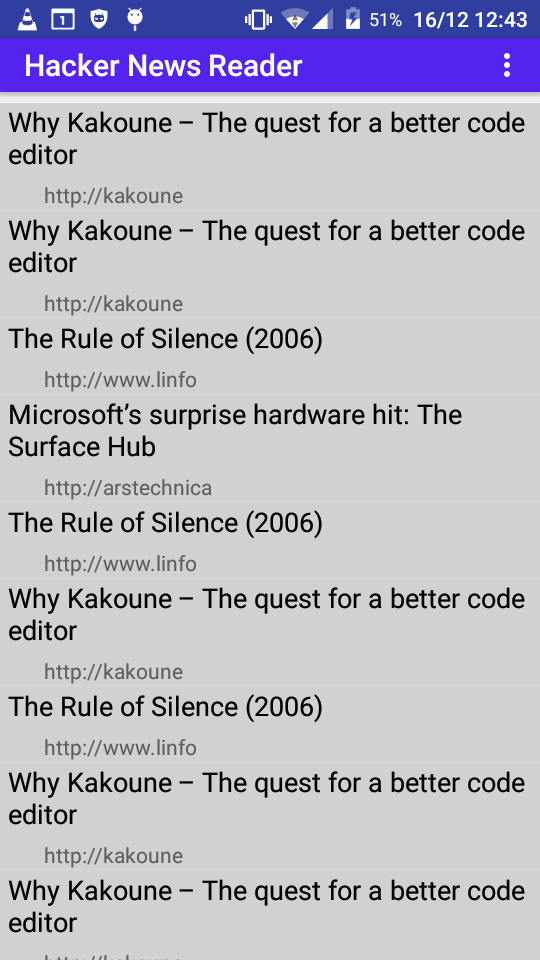 1
51% 16/12 12:43
Hacker News Reader
Why Kakoune – The quest for a better code
editor
http://kakoune
Why Kakoune – The quest for a better code
editor
http://kakoune
The Rule of Silence (2006)
http://www.linfo
Microsoft’s surprise hardware hit: The
Surface Hub
http://arstechnica
The Rule of Silence (2006)
http://www.linfo
Why Kakoune – The quest for a better code
editor
http://kakoune
The Rule of Silence (2006)
http://www.linfo
Why Kakoune – The quest for a better code
editor
http://kakoune
Why Kakoune – The quest for a better code
editor